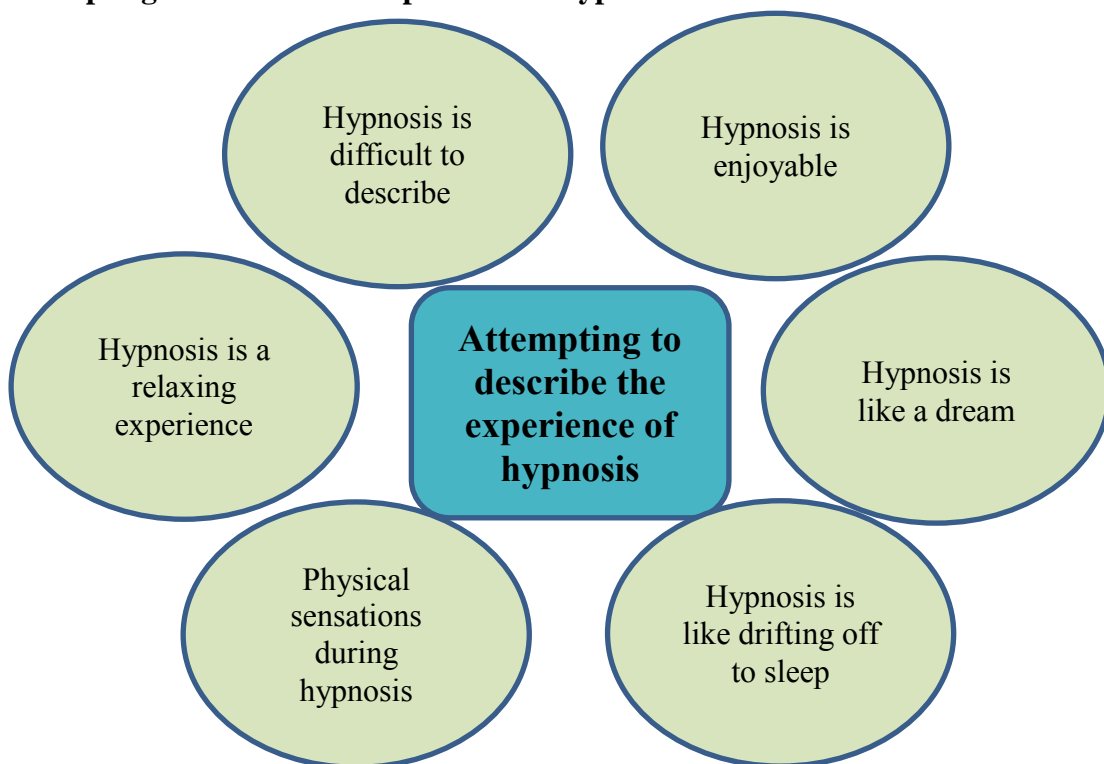 Hypnosis is
difficult to
describe
Hypnosis is
enjoyable
Hypnosis is a
relaxing
experience
Attempting to
describe the
experience of
hypnosis
Hypnosis is
like a dream
Physical
sensations
during
hypnosis
Hypnosis is
like drifting off
to sleep